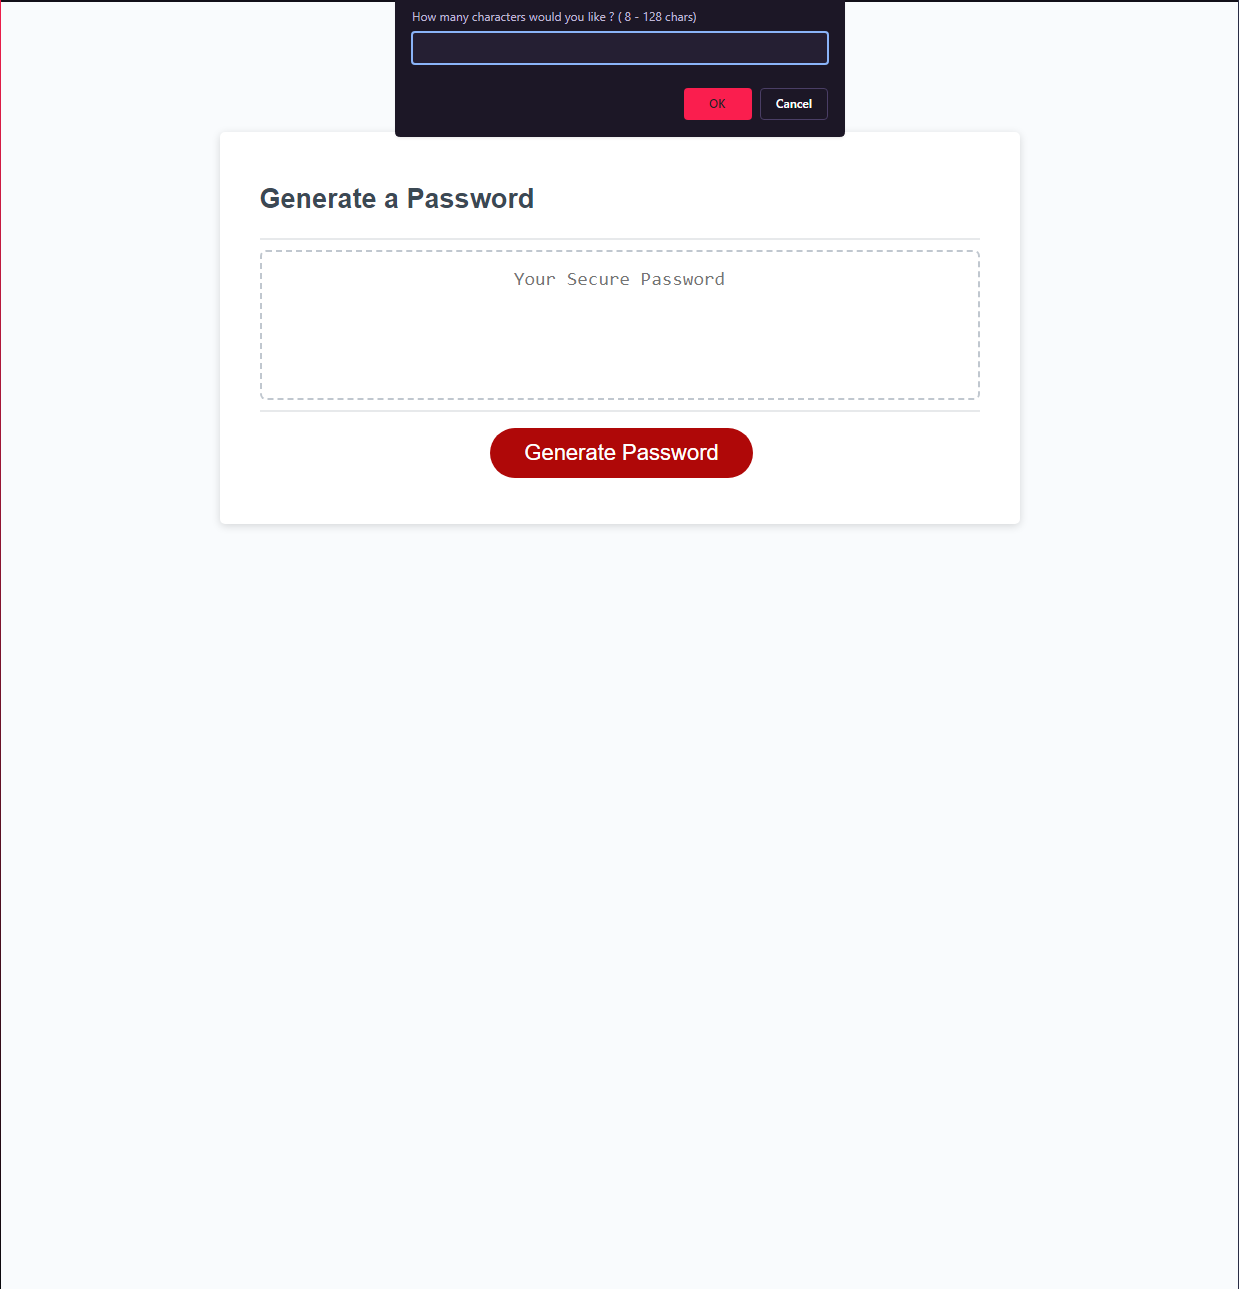 How many characters would you like ? ( 8 - 128 chars)
OK
Cancel
Generate a Password
Your Secure Password
Generate Password